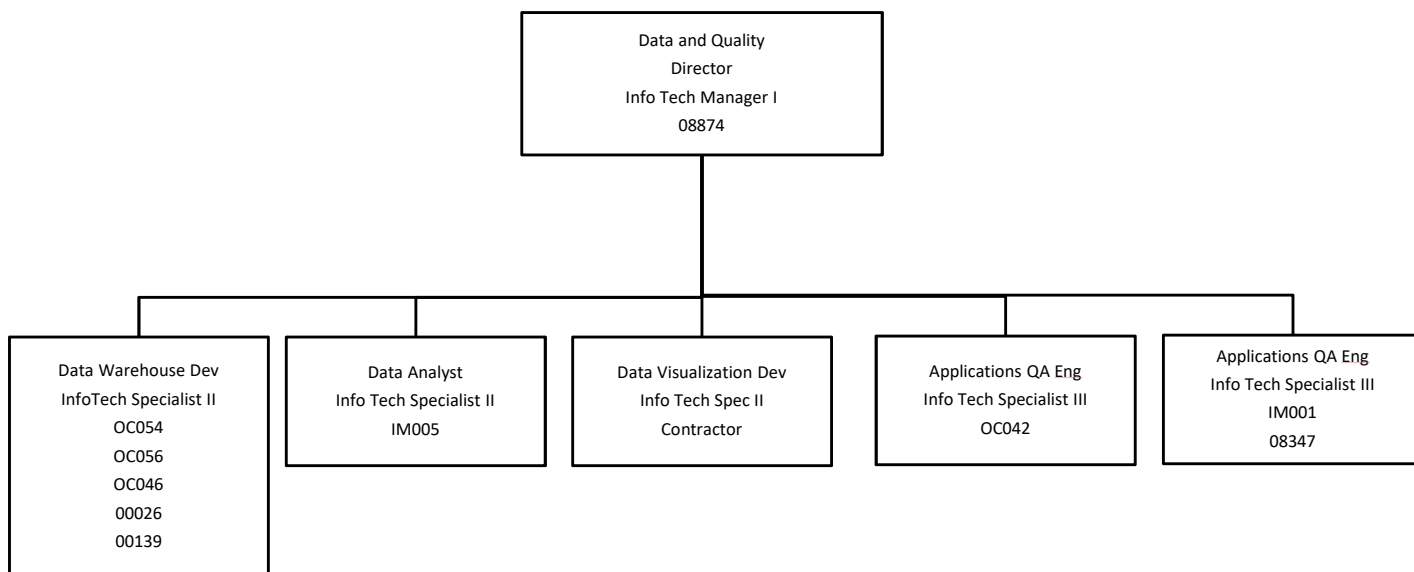 Data and Quality
Director
Info Tech Manager I
08874
Data Warehouse Dev
InfoTech Specialist II
OC054
OC056
OC046
00026
00139
Data Analyst
Info Tech Specialist II
IM005
Data Visualization Dev
Info Tech Spec II
Contractor
Applications QA Eng
Info Tech Specialist III
OC042
Applications QA Eng
Info Tech Specialist III
IM001
08347